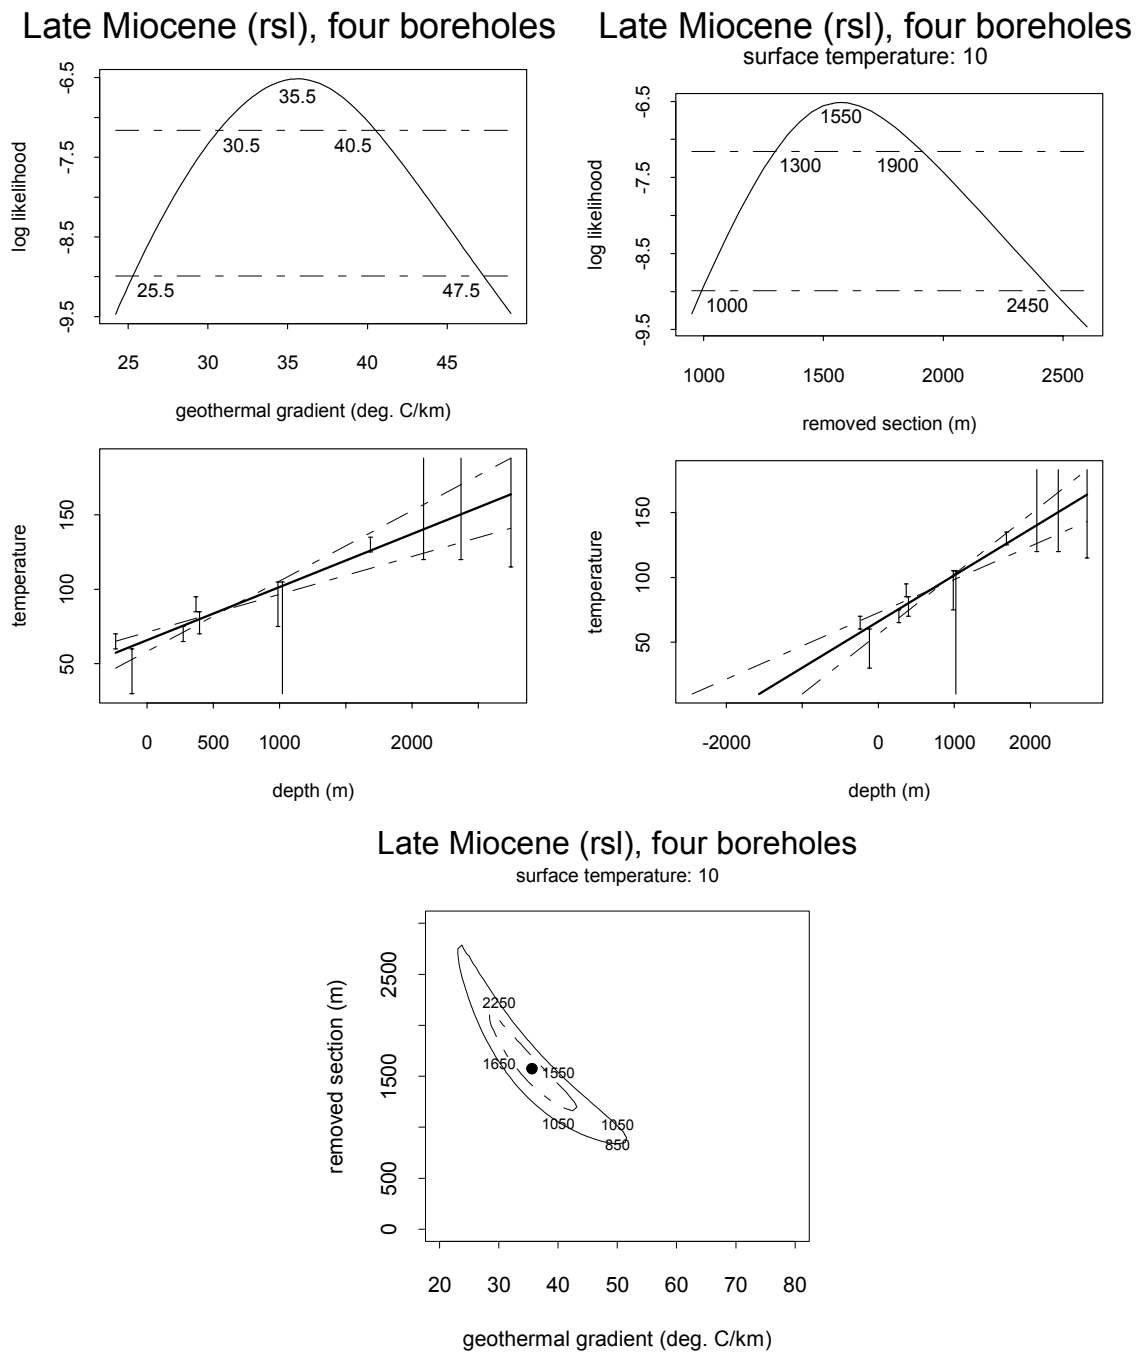 Late Miocene (rsl), four boreholes
log likelihood
-6.5
-7.5
-8.5
-9.5
35.5
30.5 40.5
25.5 47.5
25 30 35 40 45
geothermal gradient (deg. C/km)
Late Miocene (rsl), four boreholes
surface temperature: 10
log likelihood
-6.5
-7.5
-8.5
-9.5
1550
1300 1900
1000 2450
1000 1500 2000 2500
removed section (m)
temperature
150
100
50
0 500 1000 2000
depth (m)
temperature
150
100
50
-2000 0 1000 2000
depth (m)
Late Miocene (rsl), four boreholes
surface temperature: 10
removed section (m)
2500
1500
500
0
2250
1650 1550
1050 1050
850
20 30 40 50 60 70 80
geothermal gradient (deg. C/km)